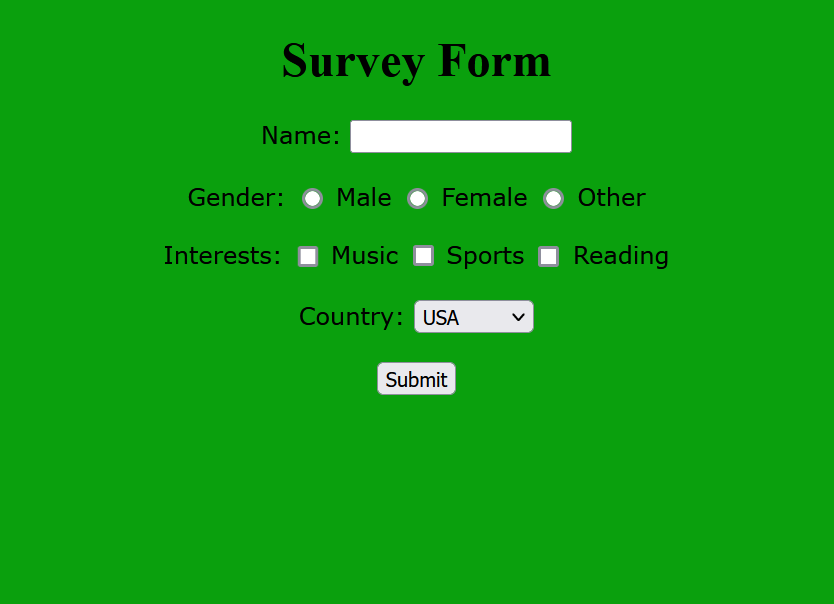 Survey Form
Name:
Gender: Male Female Other
Interests: Music Sports Reading
Country: USA
Submit